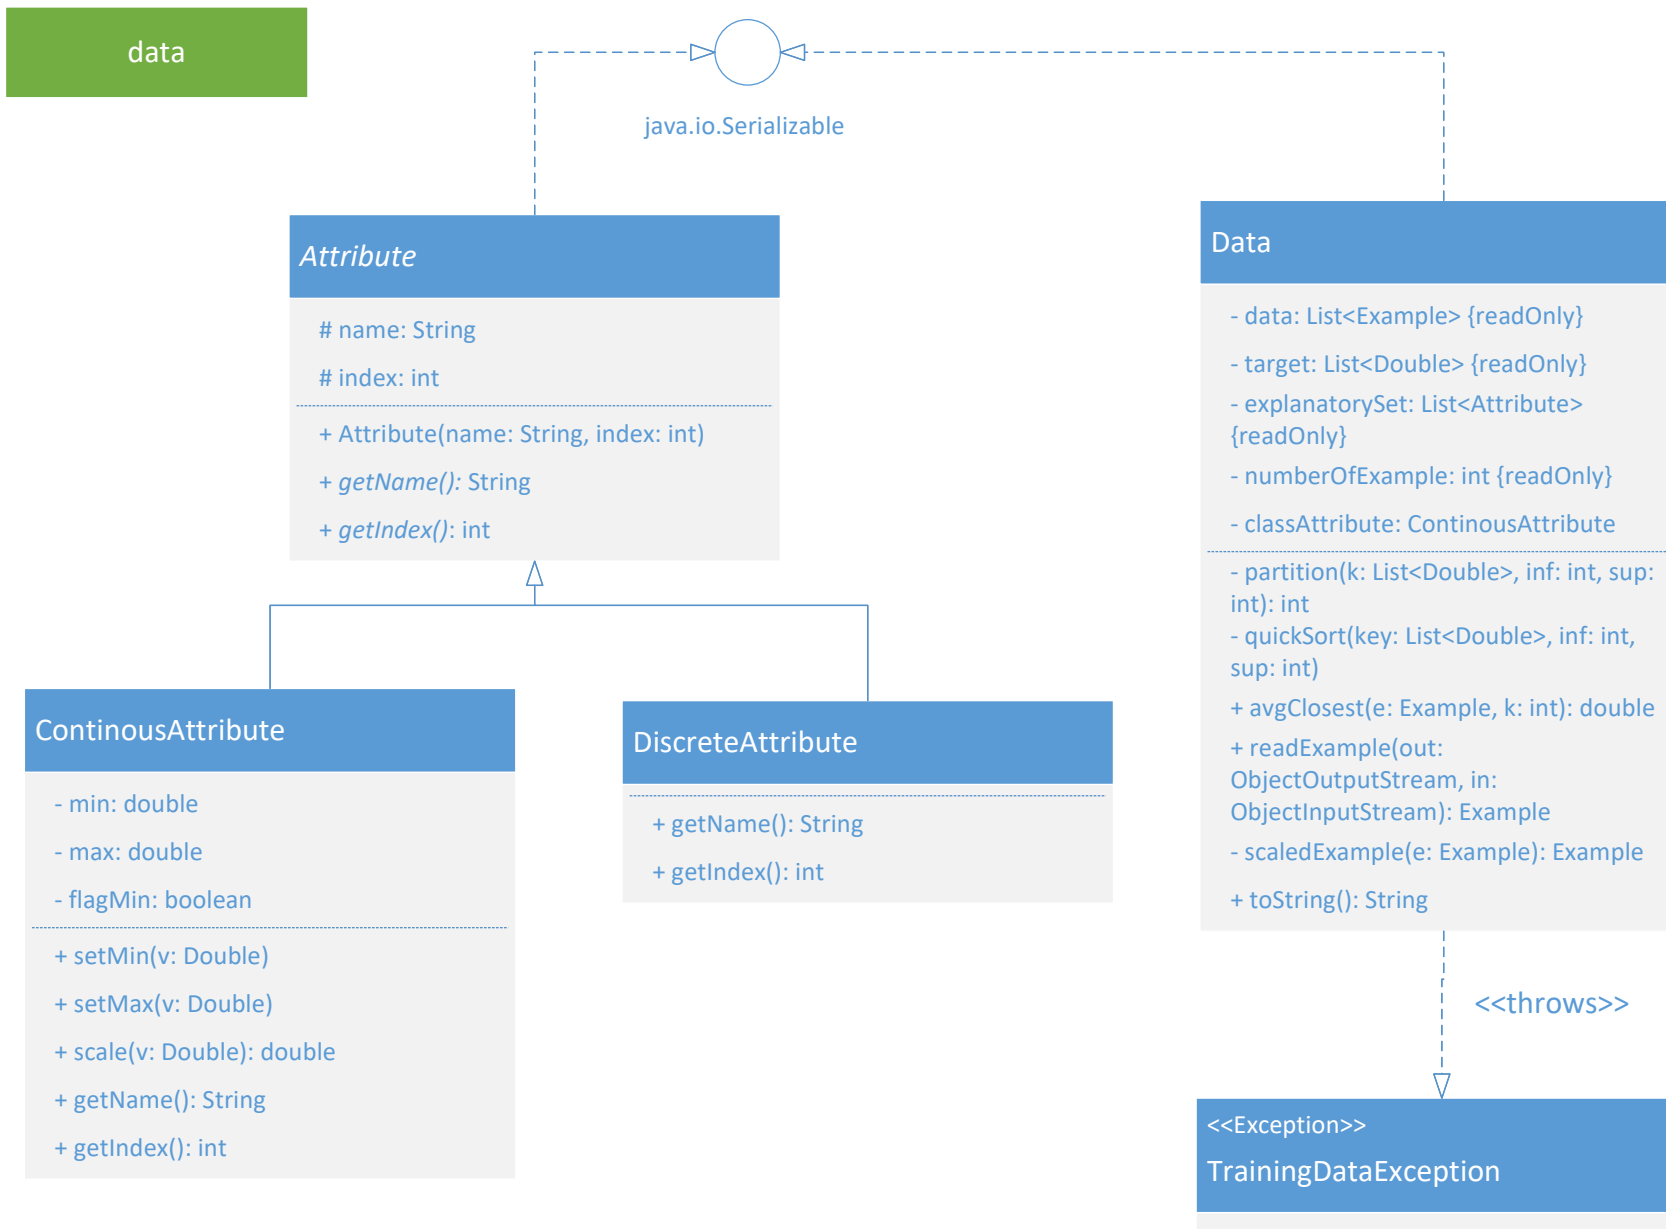 data
java.io.Serializable
Attribute
# name: String
# index: int
+ Attribute(name: String, index: int)
+ getName(): String
+ getIndex(): int
Data
- data: List<Example> {readOnly}
- target: List<Double> {readOnly}
- explanatorySet: List<Attribute>
{readOnly}
- numberOfExample: int {readOnly}
- classAttribute: ContinousAttribute
- partition(k: List<Double>, inf: int, sup:
int): int
- quickSort(key: List<Double>, inf: int,
sup: int)
+ avgClosest(e: Example, k: int): double
+ readExample(out:
ObjectOutputStream, in:
ObjectInputStream): Example
- scaledExample(e: Example): Example
+ toString(): String
ContinousAttribute
- min: double
- max: double
- flagMin: boolean
+ setMin(v: Double)
+ setMax(v: Double)
+ scale(v: Double): double
+ getName(): String
+ getIndex(): int
DiscreteAttribute
+ getName(): String
+ getIndex(): int
<<throws>>
<<Exception>>
TrainingDataException